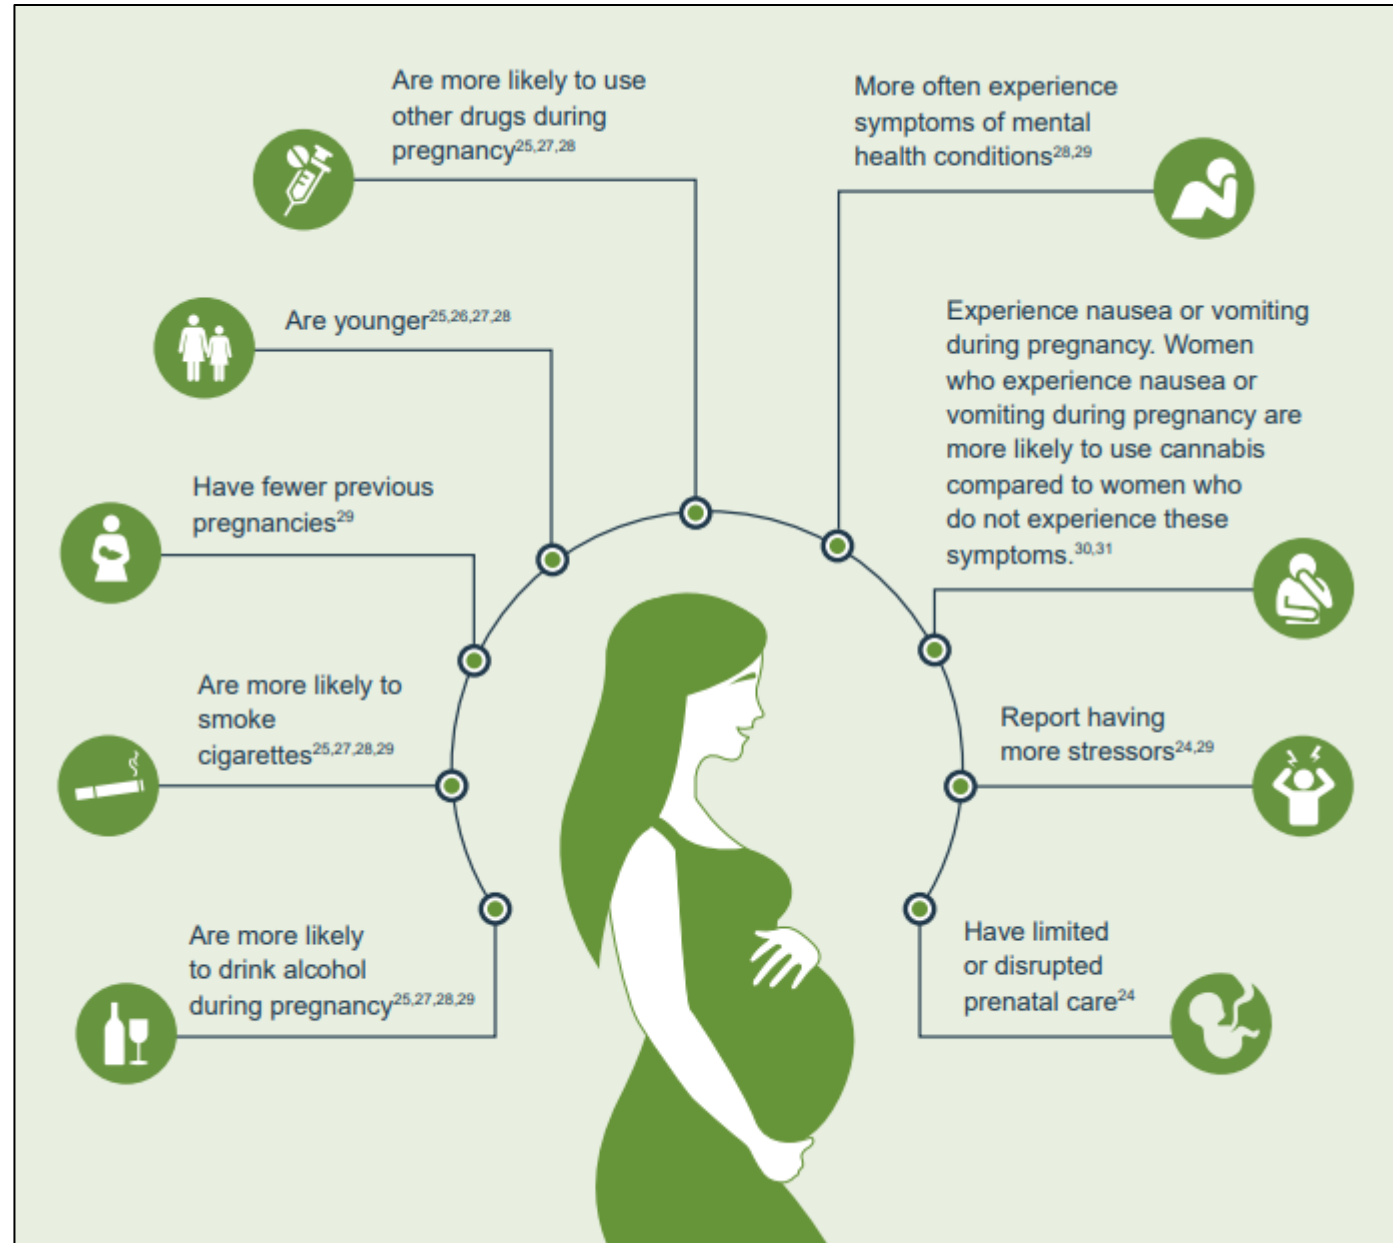 Are more likely to use
other drugs during
pregnancy25,27,28
More often experience
symptoms of mental
health conditions28,29
Are younger25,26,27,28
Experience nausea or vomiting
during pregnancy. Women
who experience nausea or
vomiting during pregnancy are
more likely to use cannabis
compared to women who
do not experience these
symptoms.30,31
Have fewer previous
pregnancies29
Are more likely to
smoke
cigarettes25,27,28,29
Report having
more stressors24,29
Are more likely
to drink alcohol
during pregnancy25,27,28,29
Have limited
or disrupted
prenatal care24